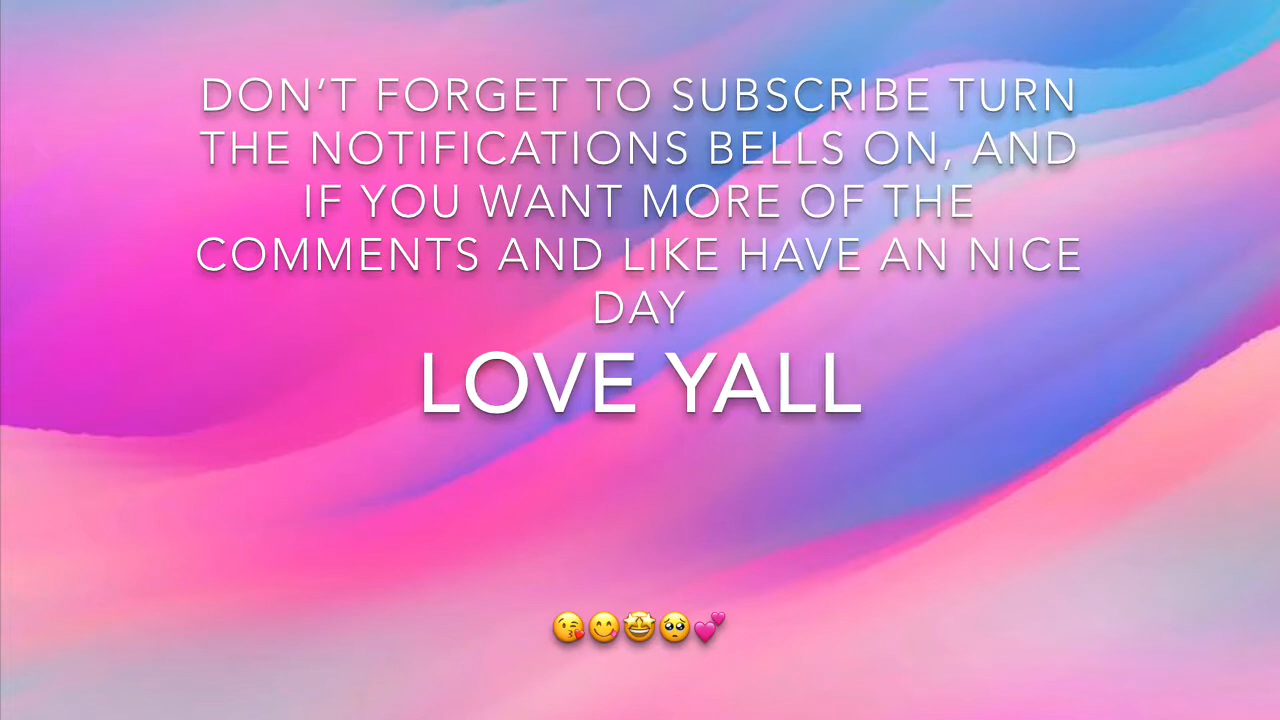 DON’T FORGET TO SUBSCRIBE TURN
THE NOTIFICATIONS BELLS ON, AND
IF YOU WANT MORE OF THE
COMMENTS AND LIKE HAVE AN NICE
DAY
LOVE YALL
😘😋🤩🥺💕